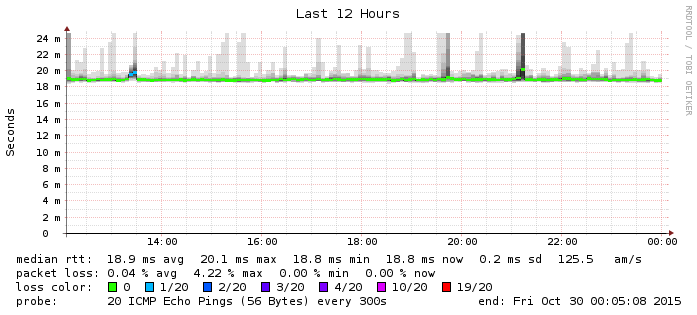 Last 12 Hours
RRDTOOL / TOBI OETIKER
Seconds
24 m
22 m
20 m
18 m
16 m
14 m
12 m
10 m
8 m
6 m
4 m
2 m
0
14:00 16:00 18:00 20:00 22:00 00:00
median rtt: 18.9 ms avg 20.1 ms max 18.8 ms min 18.8 ms now 0.2 ms sd 125.5 am/s
packet loss: 0.04 % avg 4.22 % max 0.00 % min 0.00 % now
loss color: 0 1/20 2/20 3/20 4/20 10/20 19/20
probe: 20 ICMP Echo Pings (56 Bytes) every 300s end: Fri Oct 30 00:05:08 2015